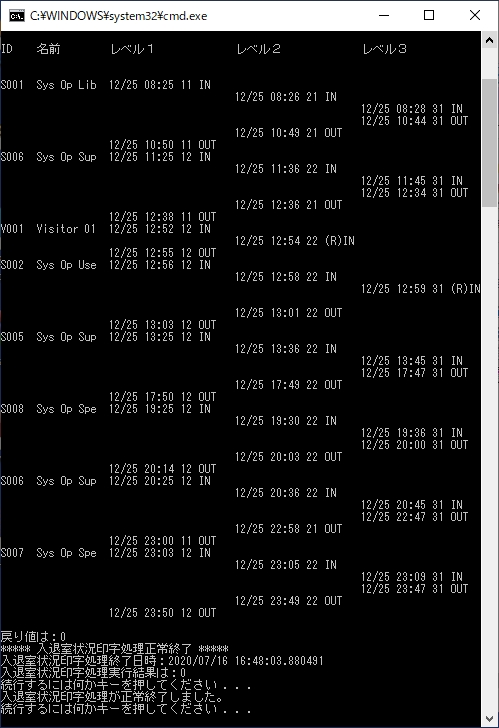 C:¥WINDOWS¥system32¥cmd.exe
ID 名前 レベル１ レベル２ レベル３
S001 Sys Op Lib 12/25 08:25 11 IN
12/25 08:26 21 IN
12/25 08:28 31 IN
12/25 10:44 31 OUT
12/25 10:49 21 OUT
12/25 10:50 11 OUT
S006 Sys Op Sup 12/25 11:25 12 IN
12/25 11:36 22 IN
12/25 11:45 31 IN
12/25 12:34 31 OUT
12/25 12:36 21 OUT
12/25 12:38 11 OUT
V001 Visitor 01 12/25 12:52 12 IN
12/25 12:54 22 (R)IN
12/25 12:55 12 OUT
S002 Sys Op Use 12/25 12:56 12 IN
12/25 12:58 22 IN
12/25 12:59 31 (R)IN
12/25 13:01 22 OUT
12/25 13:03 12 OUT
S005 Sys Op Sup 12/25 13:25 12 IN
12/25 13:36 22 IN
12/25 13:45 31 IN
12/25 17:47 31 OUT
12/25 17:49 22 OUT
12/25 17:50 12 OUT
S008 Sys Op Spe 12/25 19:25 12 IN
12/25 19:30 22 IN
12/25 19:36 31 IN
12/25 20:00 31 OUT
12/25 20:03 22 OUT
12/25 20:14 12 OUT
S006 Sys Op Sup 12/25 20:25 12 IN
12/25 20:36 22 IN
12/25 20:45 31 IN
12/25 22:47 31 OUT
12/25 22:58 21 OUT
12/25 23:00 11 OUT
S007 Sys Op Spe 12/25 23:03 12 IN
12/25 23:05 22 IN
12/25 23:09 31 IN
12/25 23:47 31 OUT
12/25 23:49 22 OUT
12/25 23:50 12 OUT
戻り値は：0
***** 入退室状況印字処理正常終了 *****
入退室状況印字処理終了日時：2020/07/16 16:48:03.880491
入退室状況印字処理実行結果は：0
続行するには何かキーを押してください . . .
入退室状況印字処理が正常終了しました。
続行するには何かキーを押してください . . .